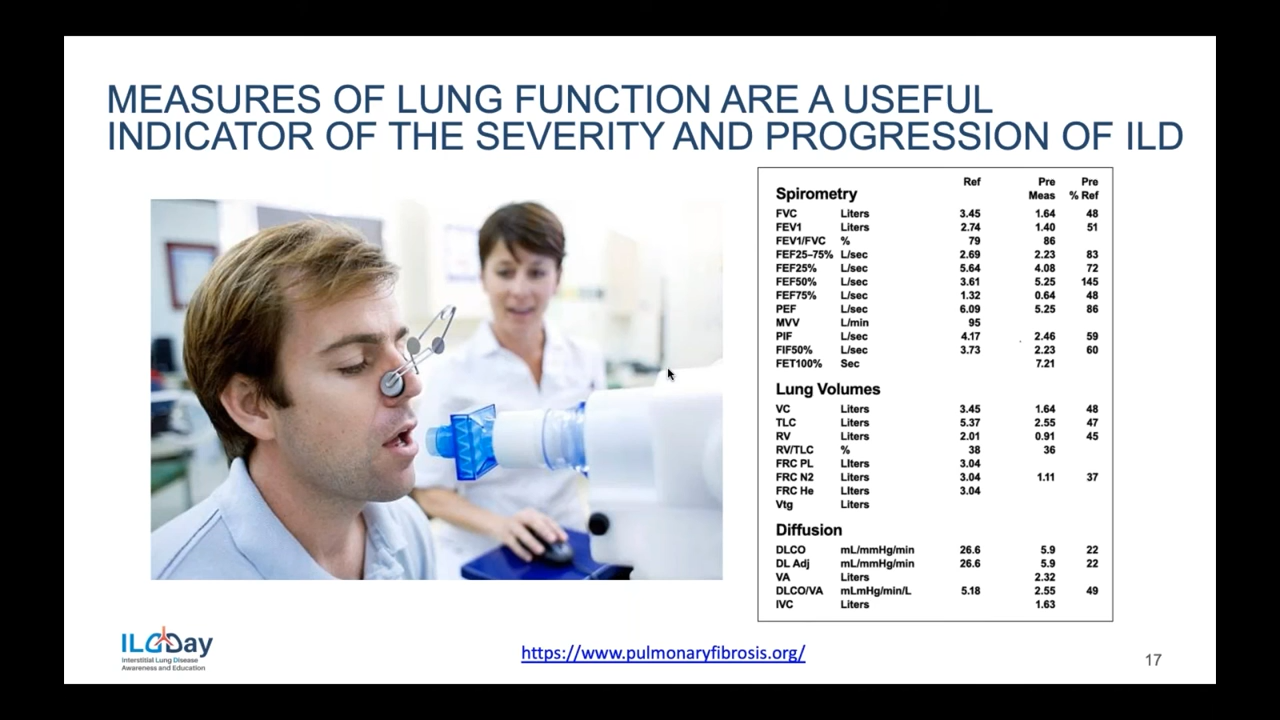 MEASURES OF LUNG FUNCTION ARE A USEFUL
INDICATOR OF THE SEVERITY AND PROGRESSION OF ILD
Ref Pre Pre
Spirometry Meas % Ref
FVC Liters 3.45 1.64 48
FEV1 Liters 2.74 1.40 51
FEV1/FVC % 79 86
FEF25–75% L/sec 2.69 2.23 83
FEF25% L/sec 5.64 4.08 72
FEF50% L/sec 3.61 5.25 145
FEF75% L/sec 1.32 0.64 48
PEF L/sec 6.09 5.25 86
MVV L/min 95
PIF L/sec 4.17 2.46 59
FIF50% L/sec 3.73 2.23 60
FET100% Sec 7.21
Lung Volumes
VC Liters 3.45 1.64 48
TLC Liters 5.37 2.55 47
RV Liters 2.01 0.91 45
RV/TLC % 38 36
FRC PL LIters 3.04
FRC N2 LIters 3.04 1.11 37
FRC He LIters 3.04
Vtg Liters
Diffusion
DLCO mL/mmHg/min 26.6 5.9 22
DL Adj mL/mmHg/min 26.6 5.9 22
VA Liters 2.32
DLCO/VA mLmHg/min/L 5.18 2.55 49
IVC Liters 1.63
ILDDay
Interstitial Lung Disease
Awareness and Education
https://www.pulmonaryfibrosis.org/
17